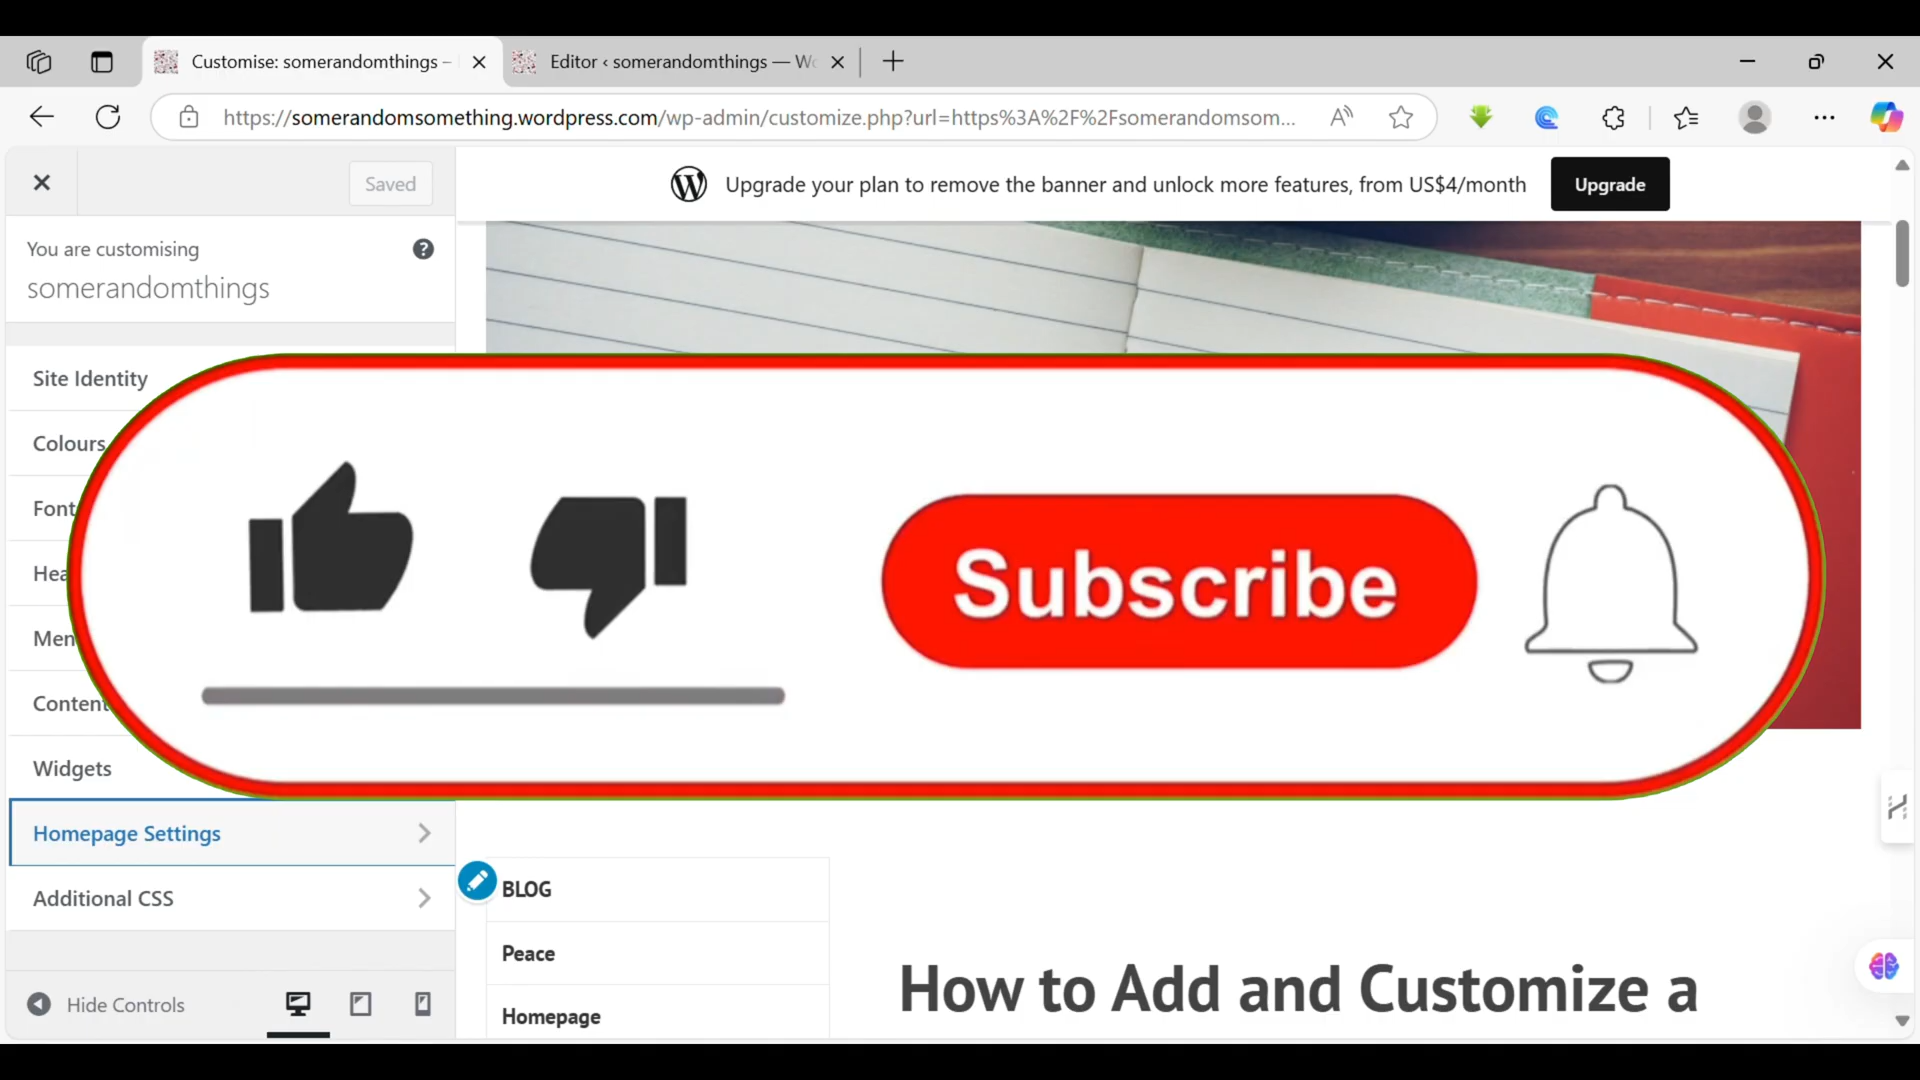 Customise: somerandomthings –
Editor ‹ somerandomthings — Wo
https://somerandomsomething.wordpress.com/wp-admin/customize.php?url=https%3A%2F%2Fsomerandomsom...
Saved
Upgrade your plan to remove the banner and unlock more features, from US$4/month
Upgrade
You are customising
somerandomthings
Site Identity
Colours
Font
Hea
Men
Content
Widgets
Homepage Settings
Additional CSS
Hide Controls
Subscribe
BLOG
Peace
Homepage
How to Add and Customize a